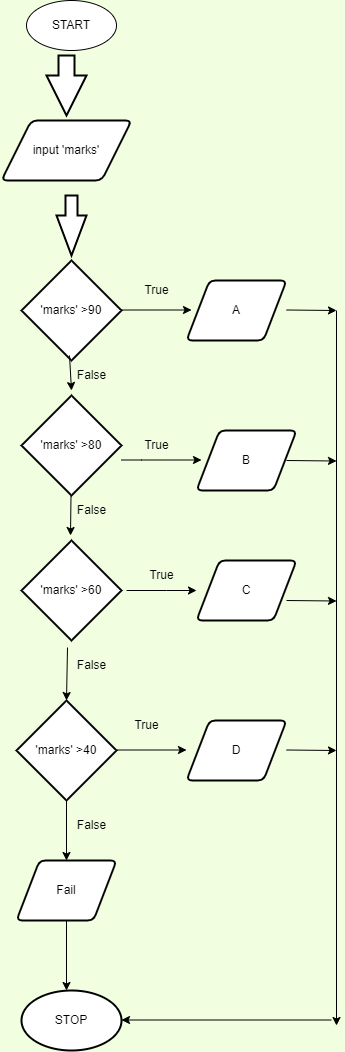 START
input 'marks'
'marks' >90
True
A
False
'marks' >80
True
B
False
'marks' >60
True
C
False
'marks' >40
True
D
False
Fail
STOP